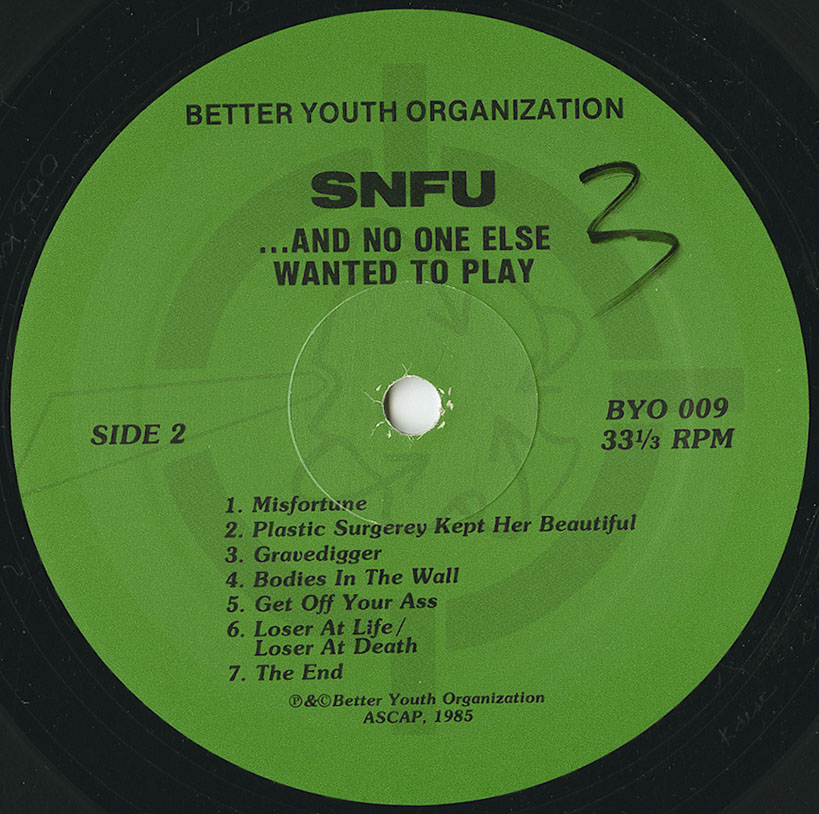 BETTER YOUTH ORGANIZATION
SNFU
3
...AND NO ONE ELSE
WANTED TO PLAY
SIDE 2
BYO 009
33⅓ RPM
1. Misfortune
2. Plastic Surgerey Kept Her Beautiful
3. Gravedigger
4. Bodies In The Wall
5. Get Off Your Ass
6. Loser At Life/
Loser At Death
7. The End
℗&©Better Youth Organization
ASCAP, 1985